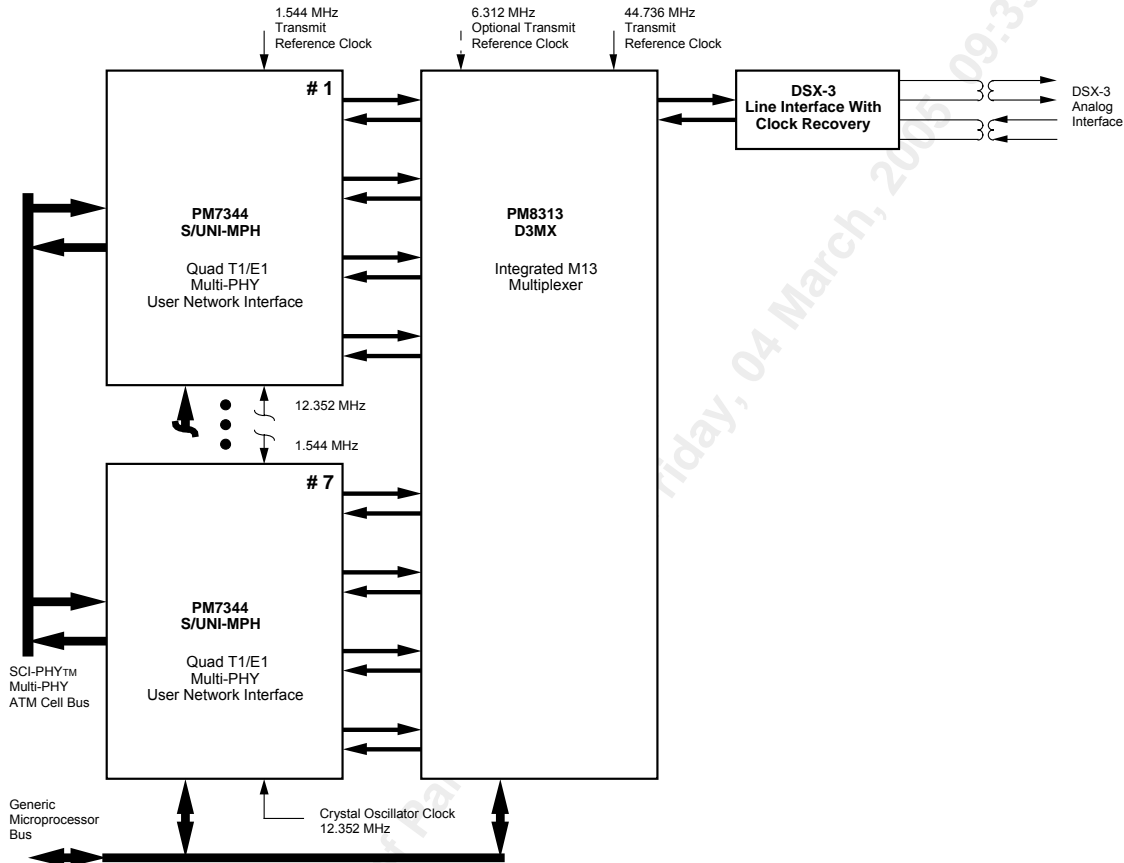 1.544 MHz
Transmit
Reference Clock
6.312 MHz
Optional Transmit
Reference Clock
44.736 MHz
Transmit
Reference Clock
# 1
PM7344
S/UNI-MPH
Quad T1/E1
Multi-PHY
User Network Interface
PM8313
D3MX
Integrated M13
Multiplexer
DSX-3
Line Interface With
Clock Recovery
DSX-3
Analog
Interface
12.352 MHz
1.544 MHz
# 7
PM7344
S/UNI-MPH
Quad T1/E1
Multi-PHY
User Network Interface
SCI-PHYTM
Multi-PHY
ATM Cell Bus
Generic
Microprocessor
Bus
Crystal Oscillator Clock
12.352 MHz
riday, 04 March, 2005